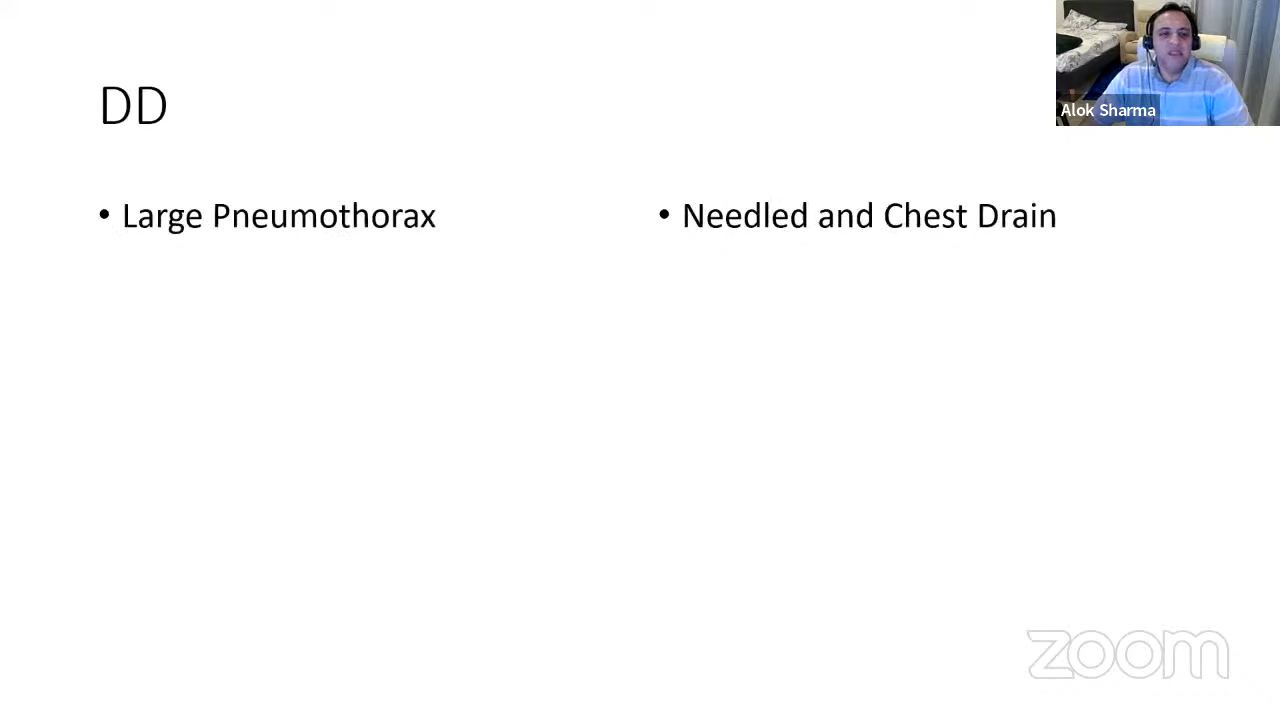 DD
• Large Pneumothorax
• Needled and Chest Drain
Alok Sharma
zoom